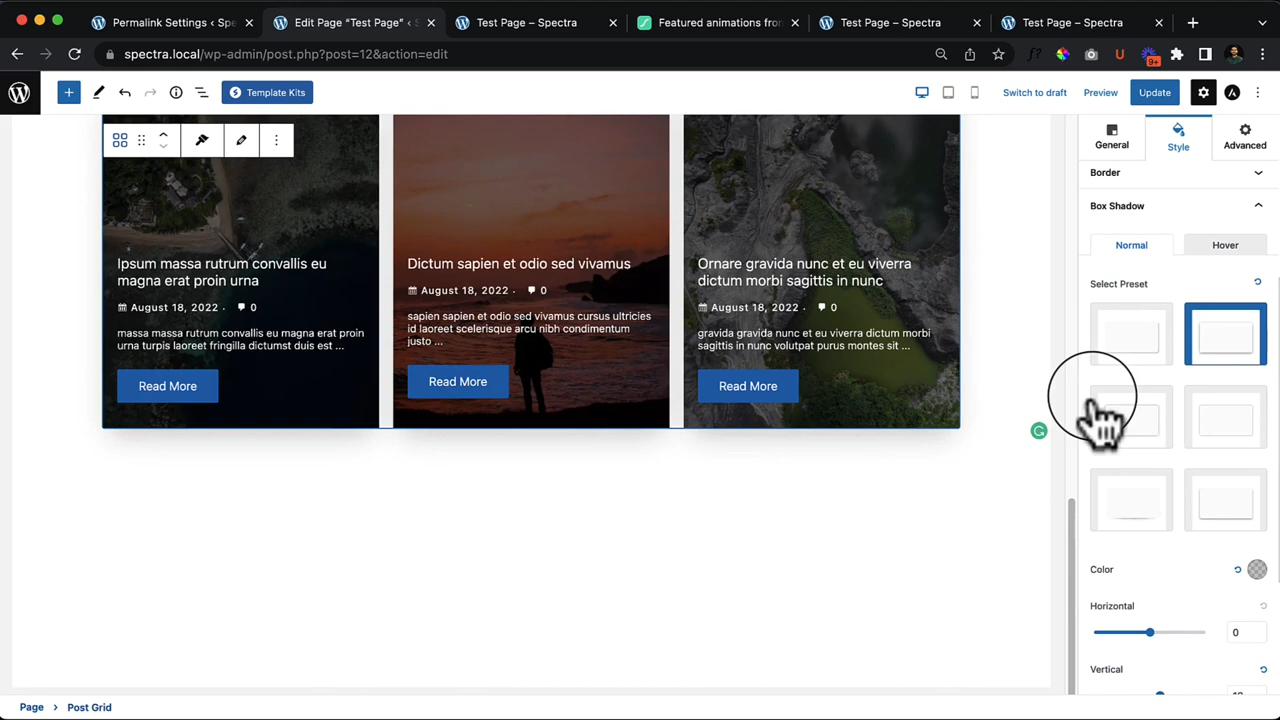 Permalink Settings ‹ Spe
Edit Page “Test Page” ‹ S
Test Page – Spectra
Featured animations from
Test Page – Spectra
Test Page – Spectra
spectra.local/wp-admin/post.php?post=12&action=edit
9+
Template Kits
Switch to draft
Preview
Update
General
Style
Advanced
Border
Box Shadow
Normal
Hover
Select Preset
Ipsum massa rutrum convallis eu
magna erat proin urna
August 18, 2022 · 0
massa massa rutrum convallis eu magna erat proin
urna turpis laoreet fringilla dictumst duis est ...
Read More
Dictum sapien et odio sed vivamus
August 18, 2022 · 0
sapien sapien et odio sed vivamus cursus ultricies
id laoreet scelerisque arcu nibh condimentum
justo ...
Read More
Ornare gravida nunc et eu viverra
dictum morbi sagittis in nunc
August 18, 2022 · 0
gravida gravida nunc et eu viverra dictum morbi
sagittis in nunc volutpat purus montes sit ...
Read More
Color
Horizontal
0
Vertical
Page › Post Grid